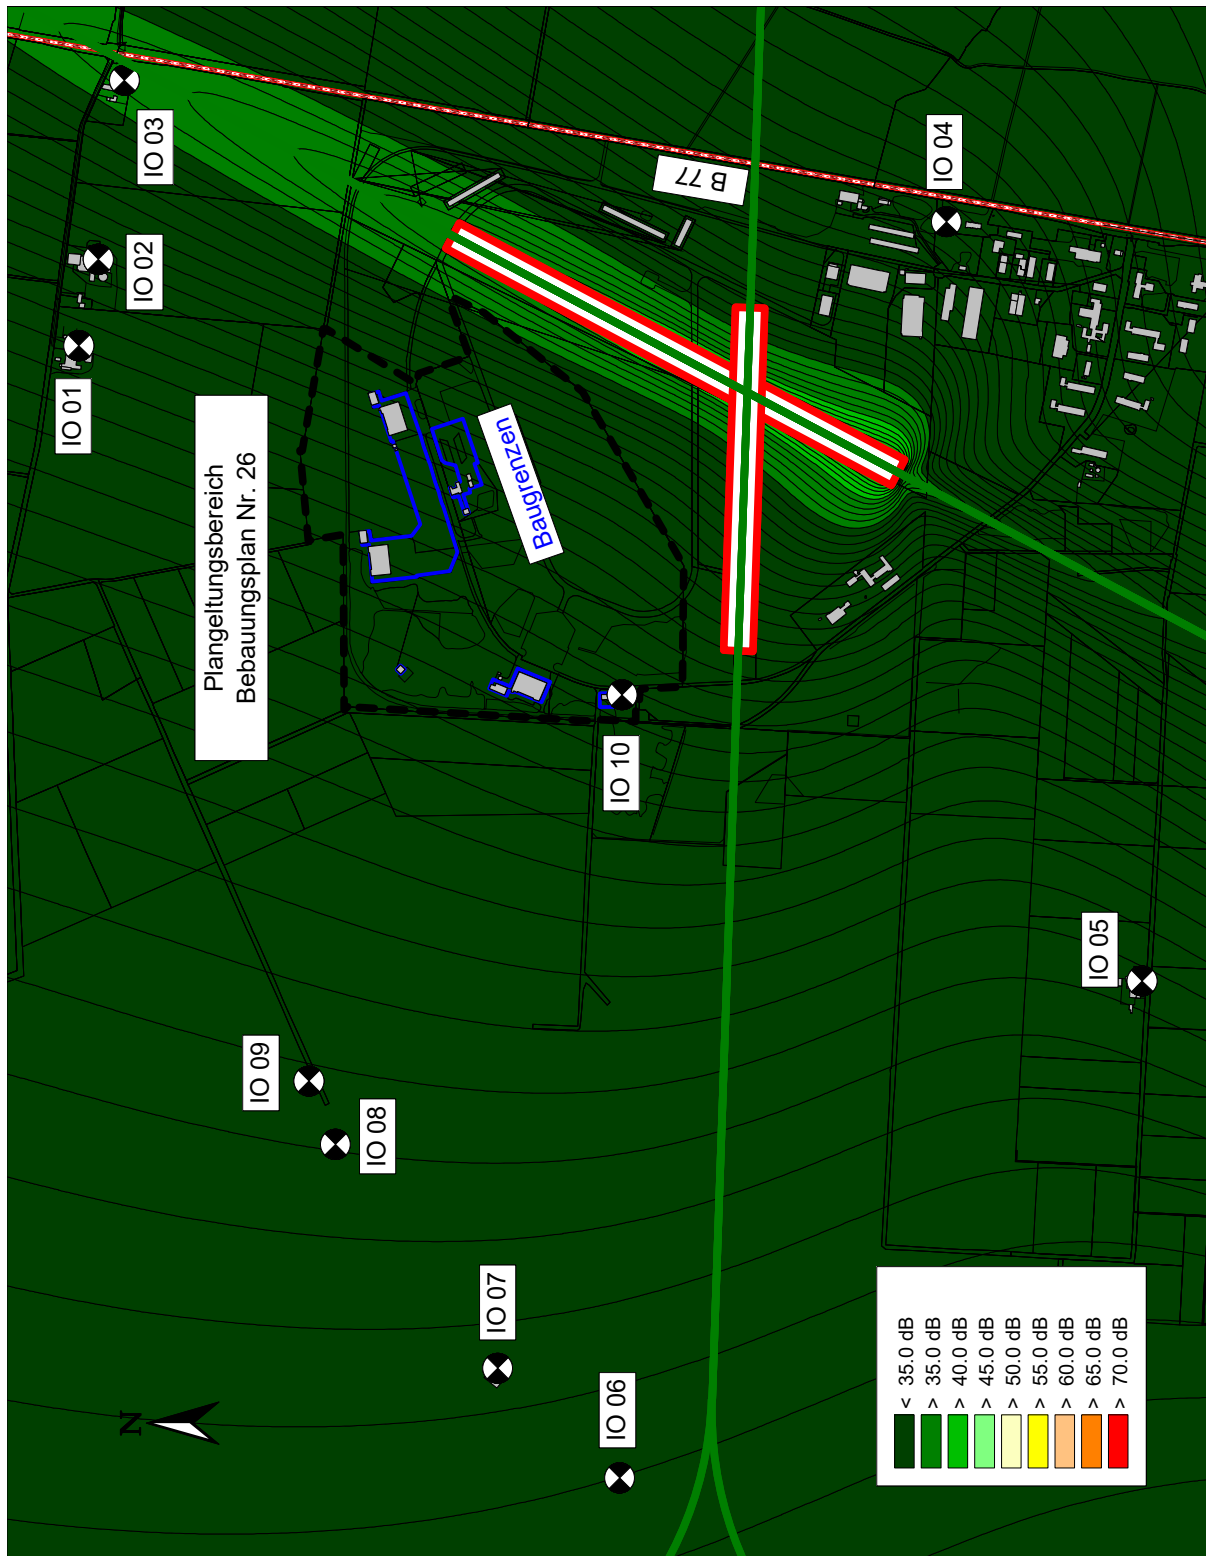 IO 03
IO 02
IO 01
IO 04
B 77
Plangeltungsbereich
Bebauungsplan Nr. 26
Baugrenzen
IO 10
IO 05
IO 09
IO 08
IO 07
IO 06
N
< 35.0 dB
> 35.0 dB
> 40.0 dB
> 45.0 dB
> 50.0 dB
> 55.0 dB
> 60.0 dB
> 65.0 dB
> 70.0 dB